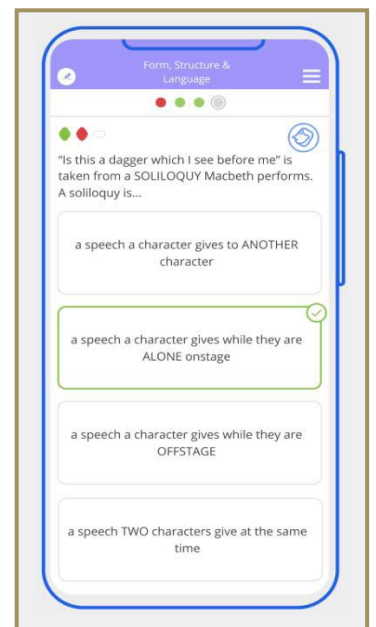 Form, Structure &
Language
“Is this a dagger which I see before me” is
taken from a SOLILOQUY Macbeth performs.
A soliloquy is...
a speech a character gives to ANOTHER
character
a speech a character gives while they are
ALONE onstage
a speech a character gives while they are
OFFSTAGE
a speech TWO characters give at the same
time